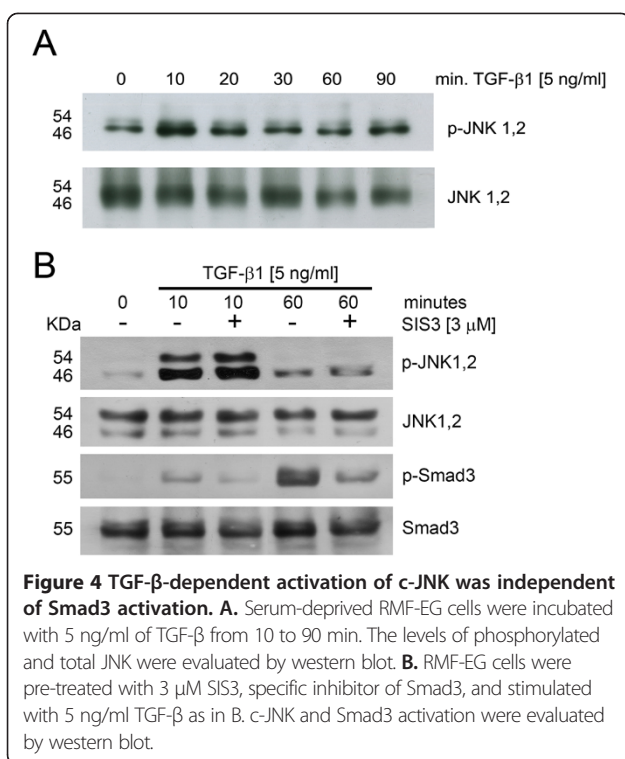 A
0 10 20 30 60 90 min. TGF-β1 [5 ng/ml]
54
46
p-JNK 1,2
54
46
JNK 1,2
B
TGF-β1 [5 ng/ml]
0 10 10 60 60 minutes
KDa - - + - + SIS3 [3 μM]
54
46
p-JNK1,2
54
46
JNK1,2
55 p-Smad3
55 Smad3
Figure 4 TGF-β-dependent activation of c-JNK was independent
of Smad3 activation. A. Serum-deprived RMF-EG cells were incubated
with 5 ng/ml of TGF-β from 10 to 90 min. The levels of phosphorylated
and total JNK were evaluated by western blot. B. RMF-EG cells were
pre-treated with 3 μM SIS3, specific inhibitor of Smad3, and stimulated
with 5 ng/ml TGF-β as in B. c-JNK and Smad3 activation were evaluated
by western blot.